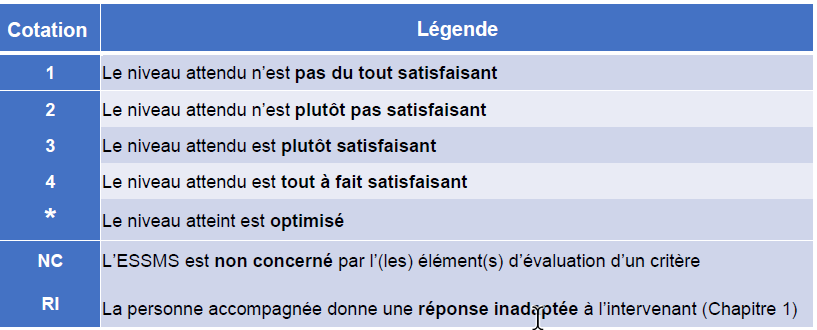 Cotation Légende
1 Le niveau attendu n’est pas du tout satisfaisant
2 Le niveau attendu n’est plutôt pas satisfaisant
3 Le niveau attendu est plutôt satisfaisant
4 Le niveau attendu est tout à fait satisfaisant
* Le niveau atteint est optimisé
NC L’ESSMS est non concerné par l’(les) élément(s) d’évaluation d’un critère
RI La personne accompagnée donne une réponse inadaptée à l’intervenant (Chapitre 1)